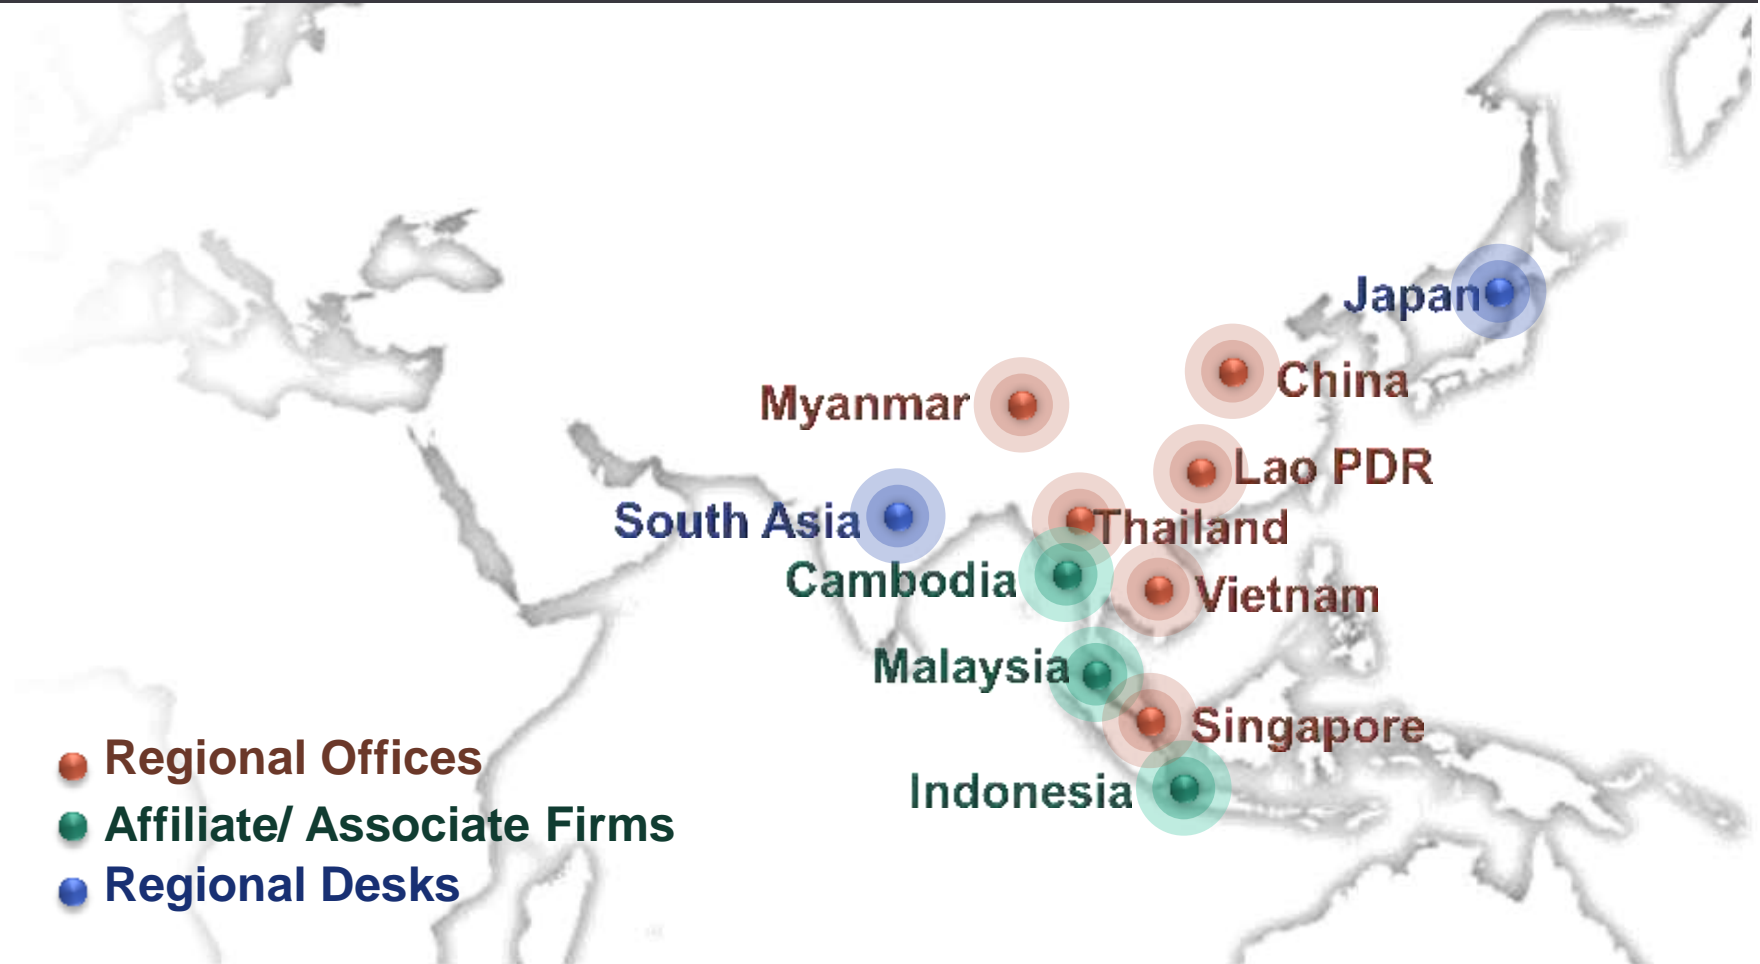 Japan
China
Myanmar
Lao PDR
South Asia
Thailand
Cambodia
Vietnam
Malaysia
Singapore
Indonesia
Regional Offices
Affiliate/ Associate Firms
Regional Desks